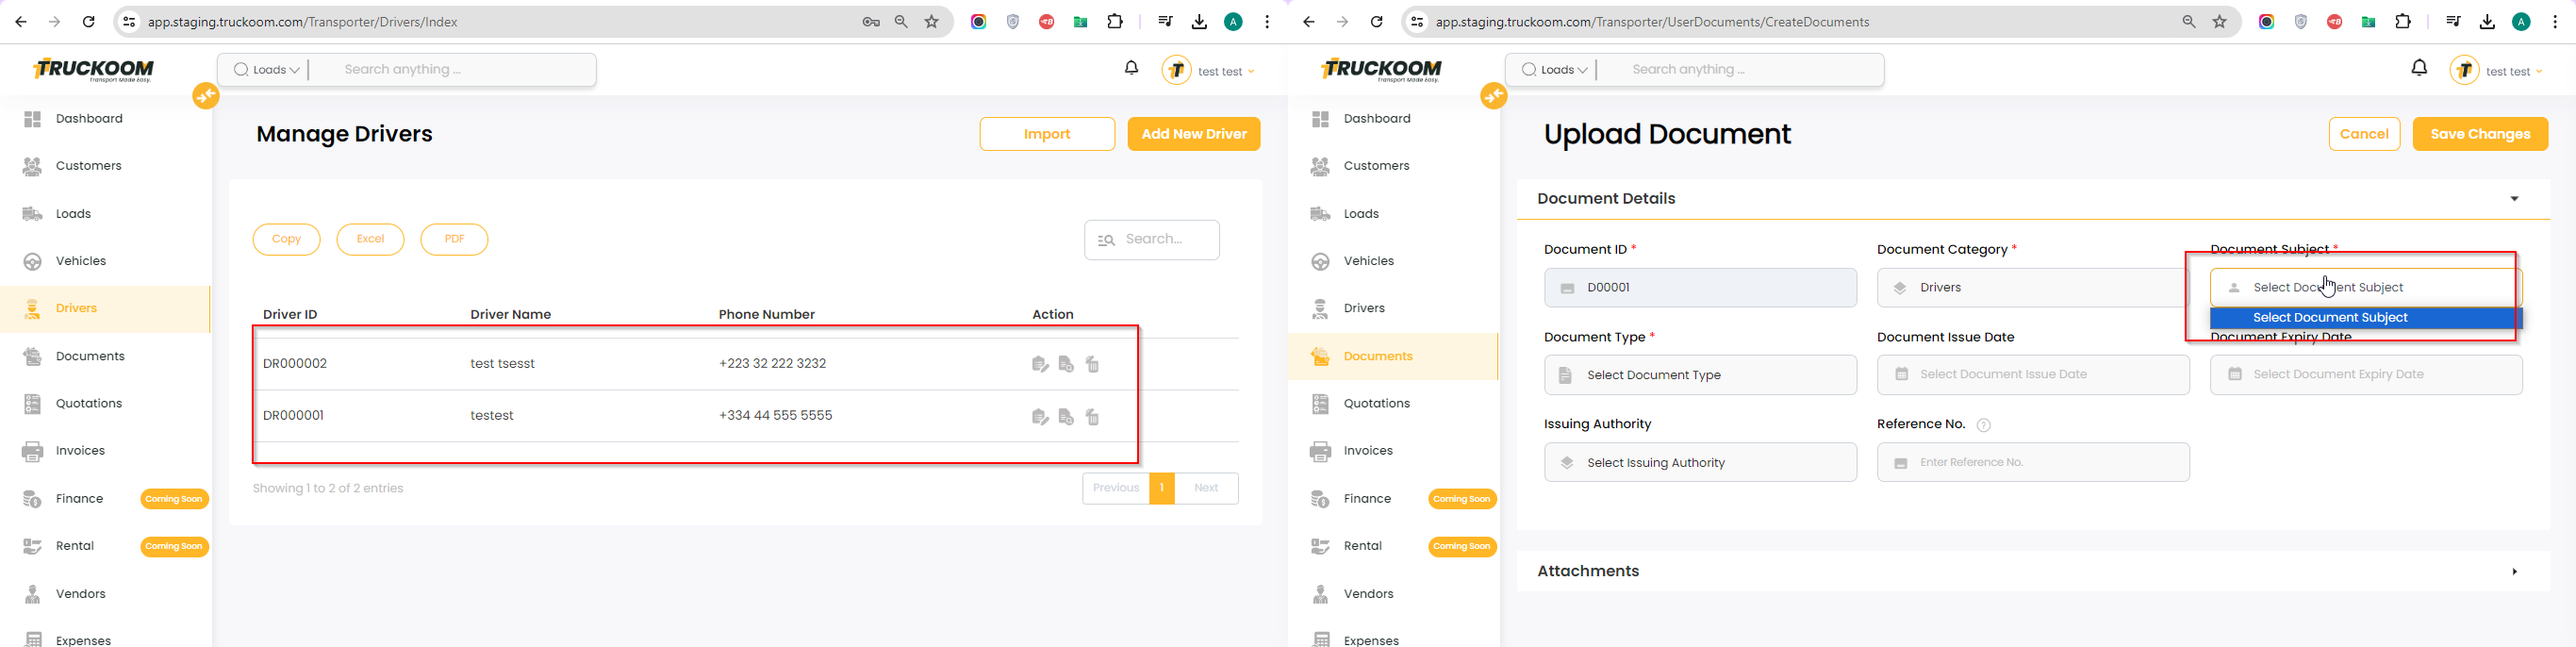 app.staging.truckoom.com/Transporter/Drivers/Index
TRUCKOOM
Transport Made Easy.
Loads
Search anything ...
T
test test
Dashboard
Customers
Loads
Vehicles
Drivers
Documents
Quotations
Invoices
Finance
Coming Soon
Rental
Coming Soon
Vendors
Expenses
Manage Drivers
Import
Add New Driver
Copy
Excel
PDF
Search...
Driver ID Driver Name Phone Number Action
DR000002 test tsesst +223 32 222 3232
DR000001 testest +334 44 555 5555
Showing 1 to 2 of 2 entries
Previous 1 Next
A
app.staging.truckoom.com/Transporter/UserDocuments/CreateDocuments
A
TRUCKOOM
Transport Made Easy.
Loads
Search anything ...
T
test test
Dashboard
Customers
Loads
Vehicles
Drivers
Documents
Quotations
Invoices
Finance
Coming Soon
Rental
Coming Soon
Vendors
Expenses
Upload Document
Cancel
Save Changes
Document Details
Document ID *
D00001
Document Category *
Drivers
Document Subject *
Select Document Subject
Select Document Subject
Document Type *
Select Document Type
Document Issue Date
Select Document Issue Date
Document Expiry Date
Select Document Expiry Date
Issuing Authority
Select Issuing Authority
Reference No. ?
Enter Reference No.
Attachments